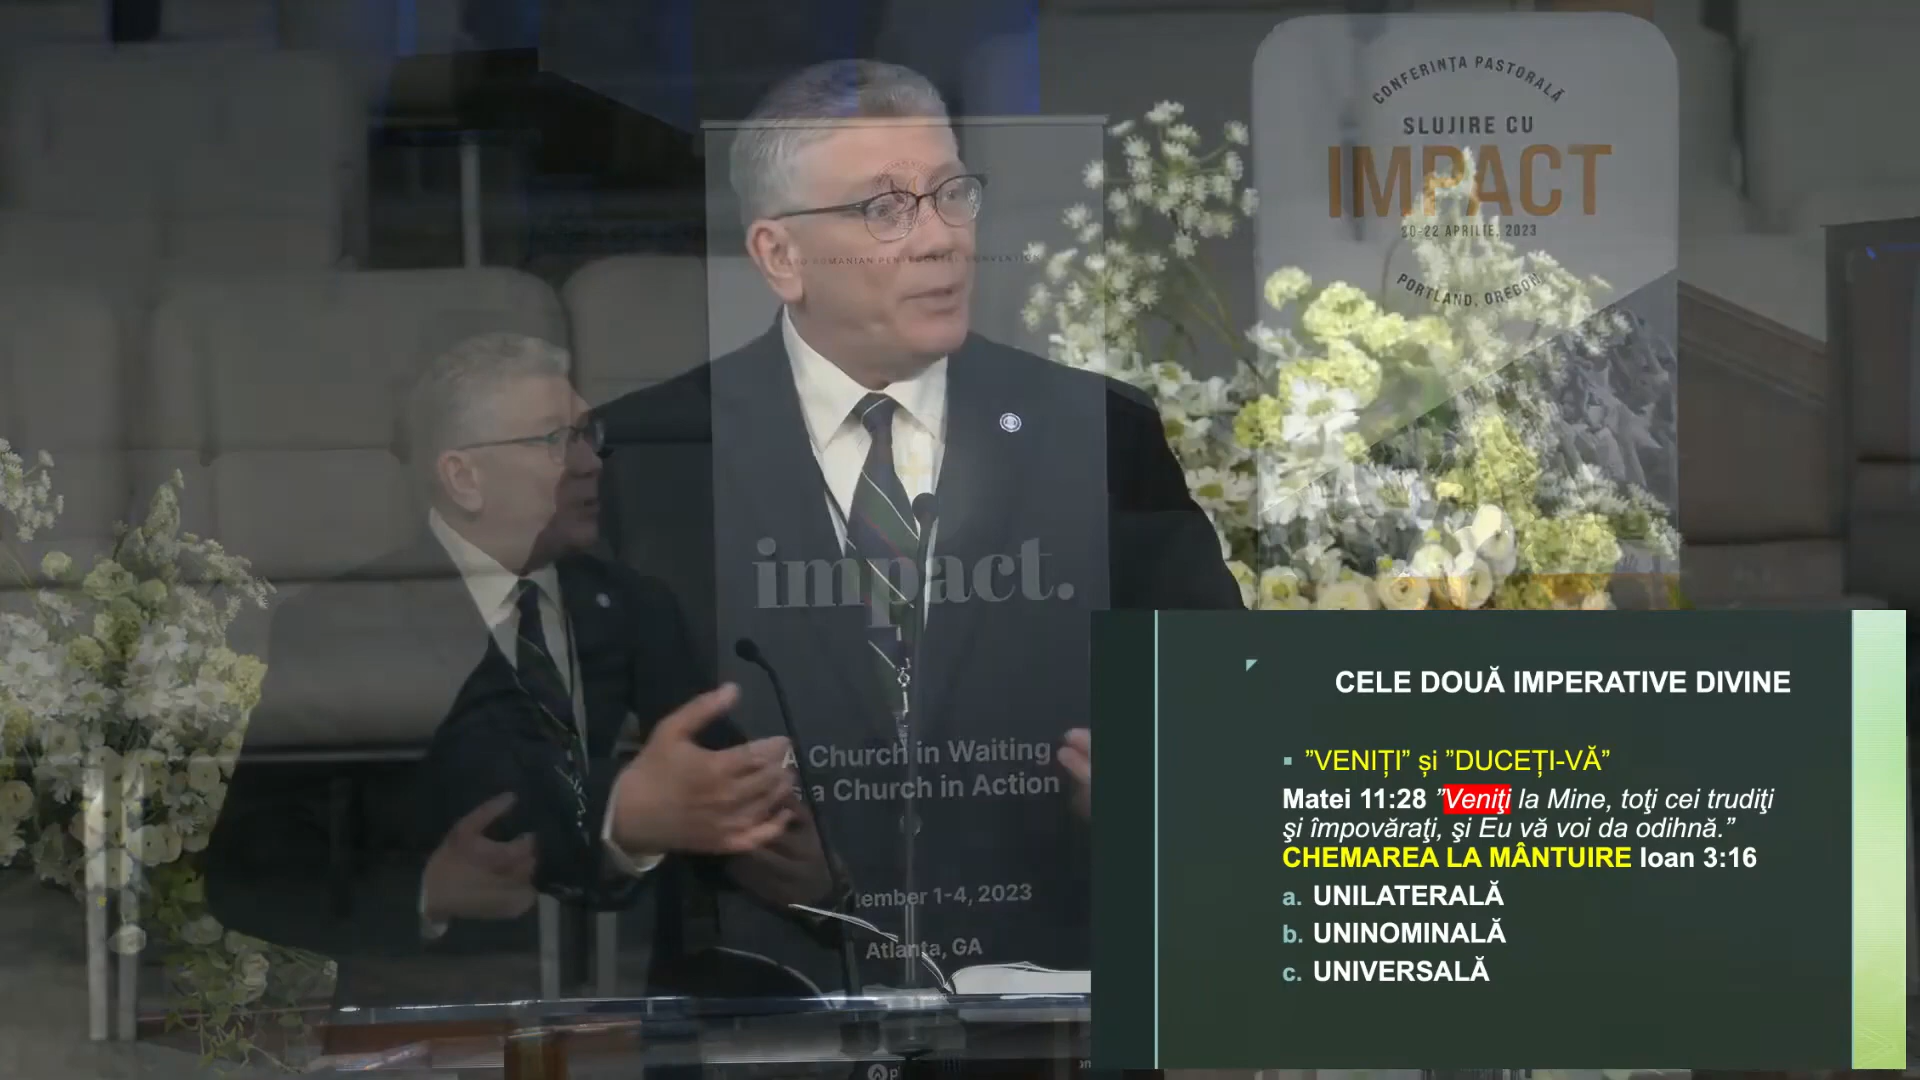 CONFERINȚA PASTORALĂ
SLUJIRE CU
IMPACT
20-22 APRILIE, 2023
PORTLAND, OREGON
ROMANIAN PENTECOSTAL CONVENTION
impact.
A Church in Waiting
a Church in Action
tember 1-4, 2023
Atlanta, GA
CELE DOUĂ IMPERATIVE DIVINE
▪ ”VENIȚI” și ”DUCEȚI-VĂ”
Matei 11:28 ”Veniţi la Mine, toţi cei trudiţi
şi împovăraţi, şi Eu vă voi da odihnă.”
CHEMAREA LA MÂNTUIRE Ioan 3:16
a. UNILATERALĂ
b. UNINOMINALĂ
c. UNIVERSALĂ